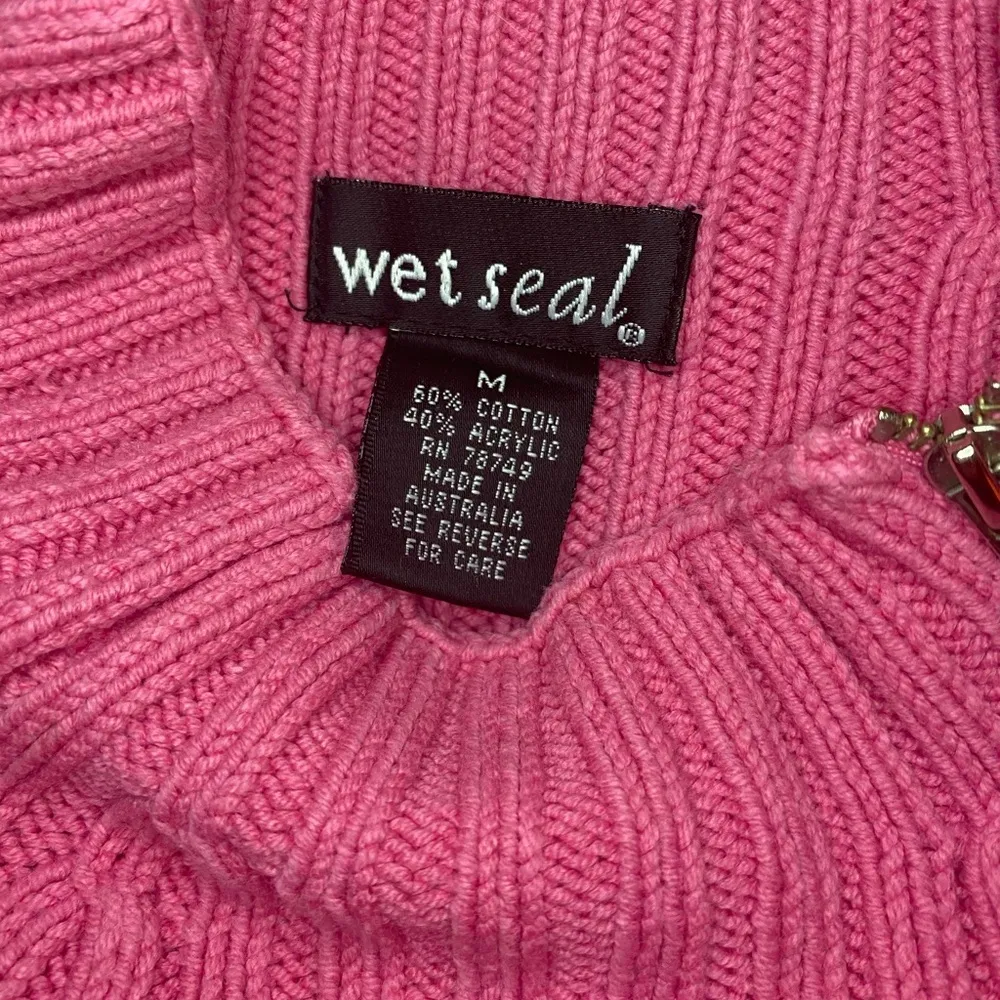 wet seal®
M
60% COTTON
40% ACRYLIC
RN 78749
MADE IN
AUSTRALIA
SEE REVERSE
FOR CARE